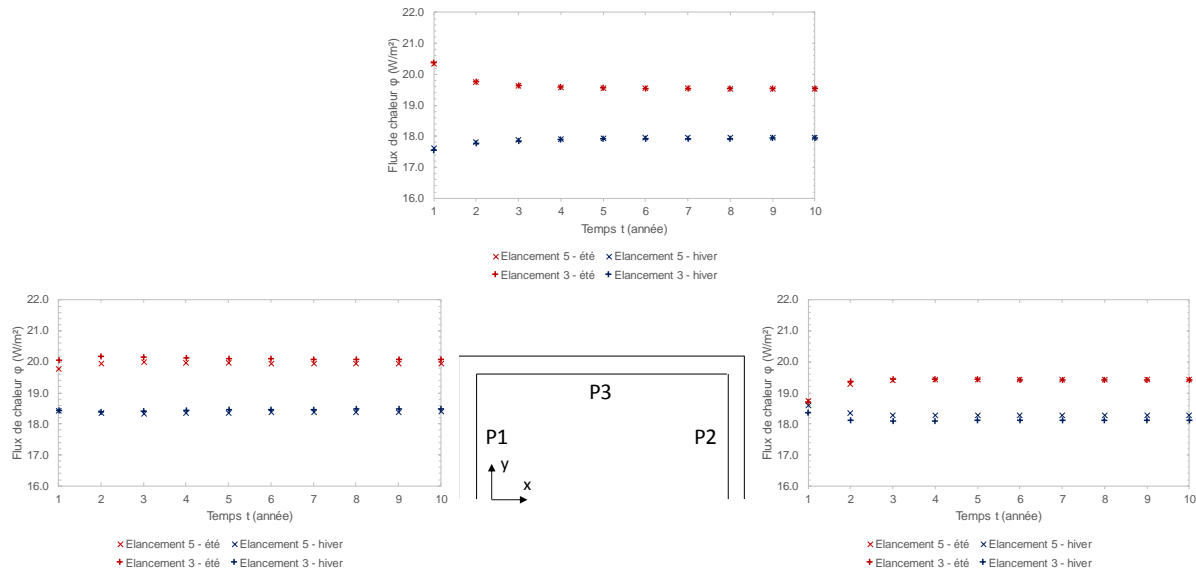 Flux de chaleur φ (W/m²)
22.0
21.0
20.0
19.0
18.0
17.0
16.0
1 2 3 4 5 6 7 8 9 10
Temps t (année)
×Elancement 5 - été ×Elancement 5 - hiver
+Elancement 3 - été +Elancement 3 - hiver
Flux de chaleur φ (W/m²)
22.0
21.0
20.0
19.0
18.0
17.0
16.0
1 2 3 4 5 6 7 8 9 10
Temps t (année)
×Elancement 5 - été ×Elancement 5 - hiver
+Elancement 3 - été +Elancement 3 - hiver
P3
P1 P2
y
x
Flux de chaleur φ (W/m²)
22.0
21.0
20.0
19.0
18.0
17.0
16.0
1 2 3 4 5 6 7 8 9 10
Temps t (année)
×Elancement 5 - été ×Elancement 5 - hiver
+Elancement 3 - été +Elancement 3 - hiver